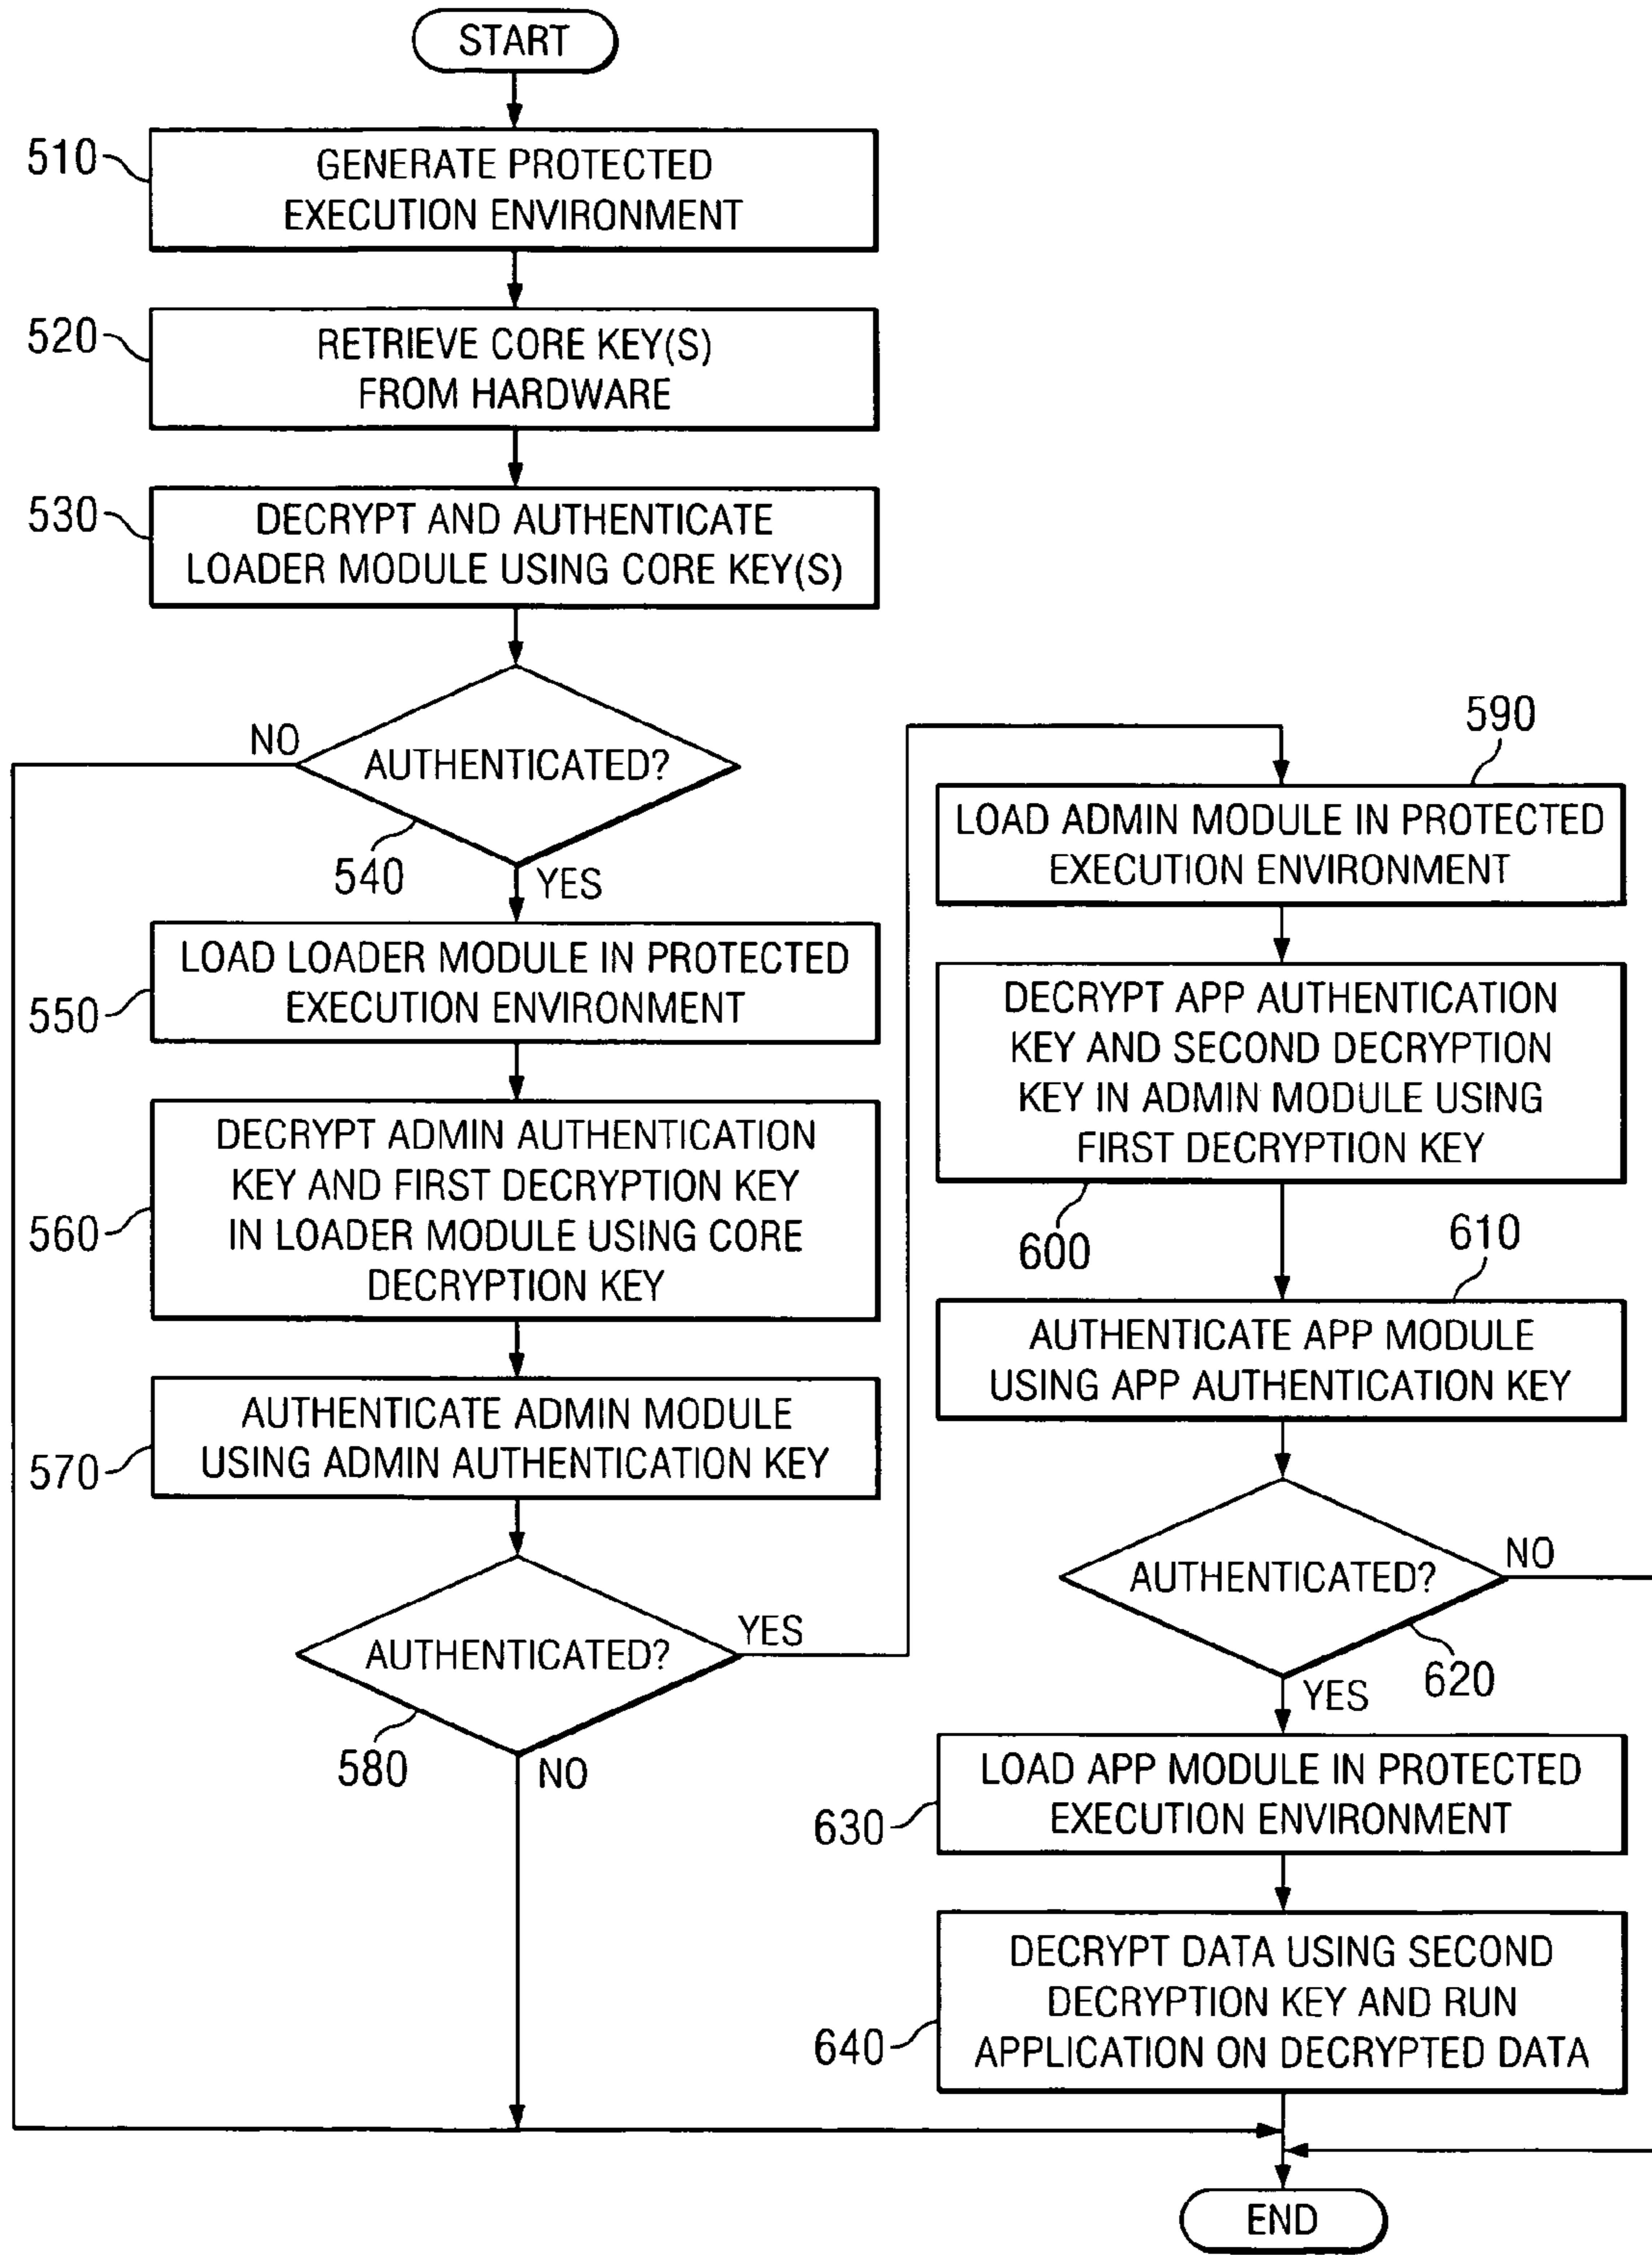 START
510
GENERATE PROTECTED
EXECUTION ENVIRONMENT
520
RETRIEVE CORE KEY(S)
FROM HARDWARE
530
DECRYPT AND AUTHENTICATE
LOADER MODULE USING CORE KEY(S)
NO
AUTHENTICATED?
540
YES
LOAD LOADER MODULE IN PROTECTED
EXECUTION ENVIRONMENT
550
DECRYPT ADMIN AUTHENTICATION
KEY AND FIRST DECRYPTION KEY
IN LOADER MODULE USING CORE
DECRYPTION KEY
560
AUTHENTICATE ADMIN MODULE
USING ADMIN AUTHENTICATION KEY
570
AUTHENTICATED?
YES
580
NO
590
LOAD ADMIN MODULE IN PROTECTED
EXECUTION ENVIRONMENT
DECRYPT APP AUTHENTICATION
KEY AND SECOND DECRYPTION
KEY IN ADMIN MODULE USING
FIRST DECRYPTION KEY
600
610
AUTHENTICATE APP MODULE
USING APP AUTHENTICATION KEY
AUTHENTICATED?
NO
620
YES
LOAD APP MODULE IN PROTECTED
EXECUTION ENVIRONMENT
630
DECRYPT DATA USING SECOND
DECRYPTION KEY AND RUN
APPLICATION ON DECRYPTED DATA
640
END